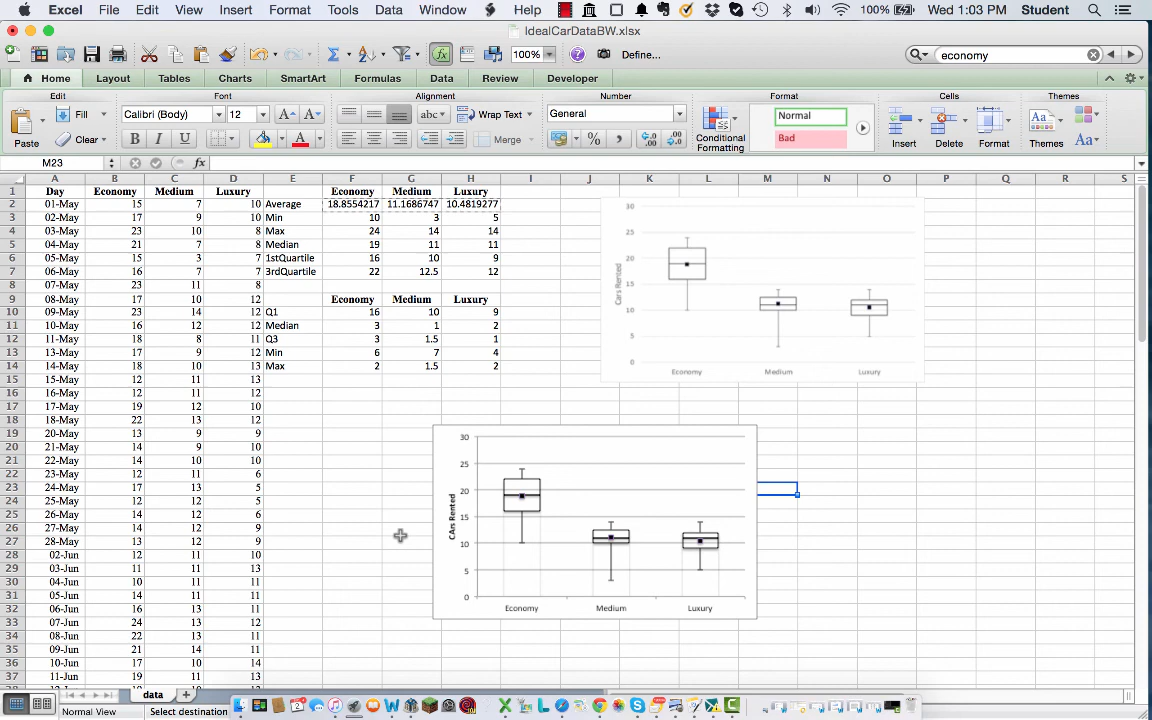 Excel File Edit View Insert Format Tools Data Window Help 100% Wed 1:03 PM Student
IdealCarDataBW.xlsx
100% Define... economy
Home Layout Tables Charts SmartArt Formulas Data Review Developer
Edit Font Alignment Number Format Cells Themes
Fill Calibri (Body) 12 A A abc Wrap Text General Normal
Paste Clear B I U A Merge % Conditional Formatting Bad Insert Delete Format Themes Aa
M23 fx
A B C D E F G H I J K L M N O P Q R S
1 Day Economy Medium Luxury Economy Medium Luxury
2 01-May 15 7 10 Average 18.8554217 11.1686747 10.4819277
3 02-May 17 9 10 Min 10 3 5
4 03-May 23 10 8 Max 24 14 14
5 04-May 21 7 8 Median 19 11 11
6 05-May 15 3 7 1stQuartile 16 10 9
7 06-May 16 7 7 3rdQuartile 22 12.5 12
8 07-May 23 11 8
9 08-May 17 10 12 Economy Medium Luxury
10 09-May 23 14 12 Q1 16 10 9
11 10-May 16 12 12 Median 3 1 2
12 11-May 18 8 11 Q3 3 1.5 1
13 13-May 17 9 12 Min 6 7 4
14 14-May 18 10 13 Max 2 1.5 2
15 15-May 12 11 13
16 16-May 12 11 12
17 17-May 19 12 10
18 18-May 22 13 12
19 20-May 13 9 9
20 21-May 14 9 10
21 22-May 14 10 10
22 23-May 12 11 6
23 24-May 17 13 5
24 25-May 12 12 5
25 26-May 14 12 6
26 27-May 14 12 9
27 28-May 13 12 9
28 02-Jun 12 11 10
29 03-Jun 11 11 13
30 04-Jun 10 11 11
31 05-Jun 14 11 11
32 06-Jun 16 13 11
33 07-Jun 24 13 12
34 08-Jun 22 13 11
35 09-Jun 21 14 11
36 10-Jun 17 10 14
37 11-Jun 19 13 11
30
25
20
15
10
5
0
Cars Rented
Economy Medium Luxury
30
25
20
15
10
5
0
CArs Rented
Economy Medium Luxury
data
Normal View Select destination